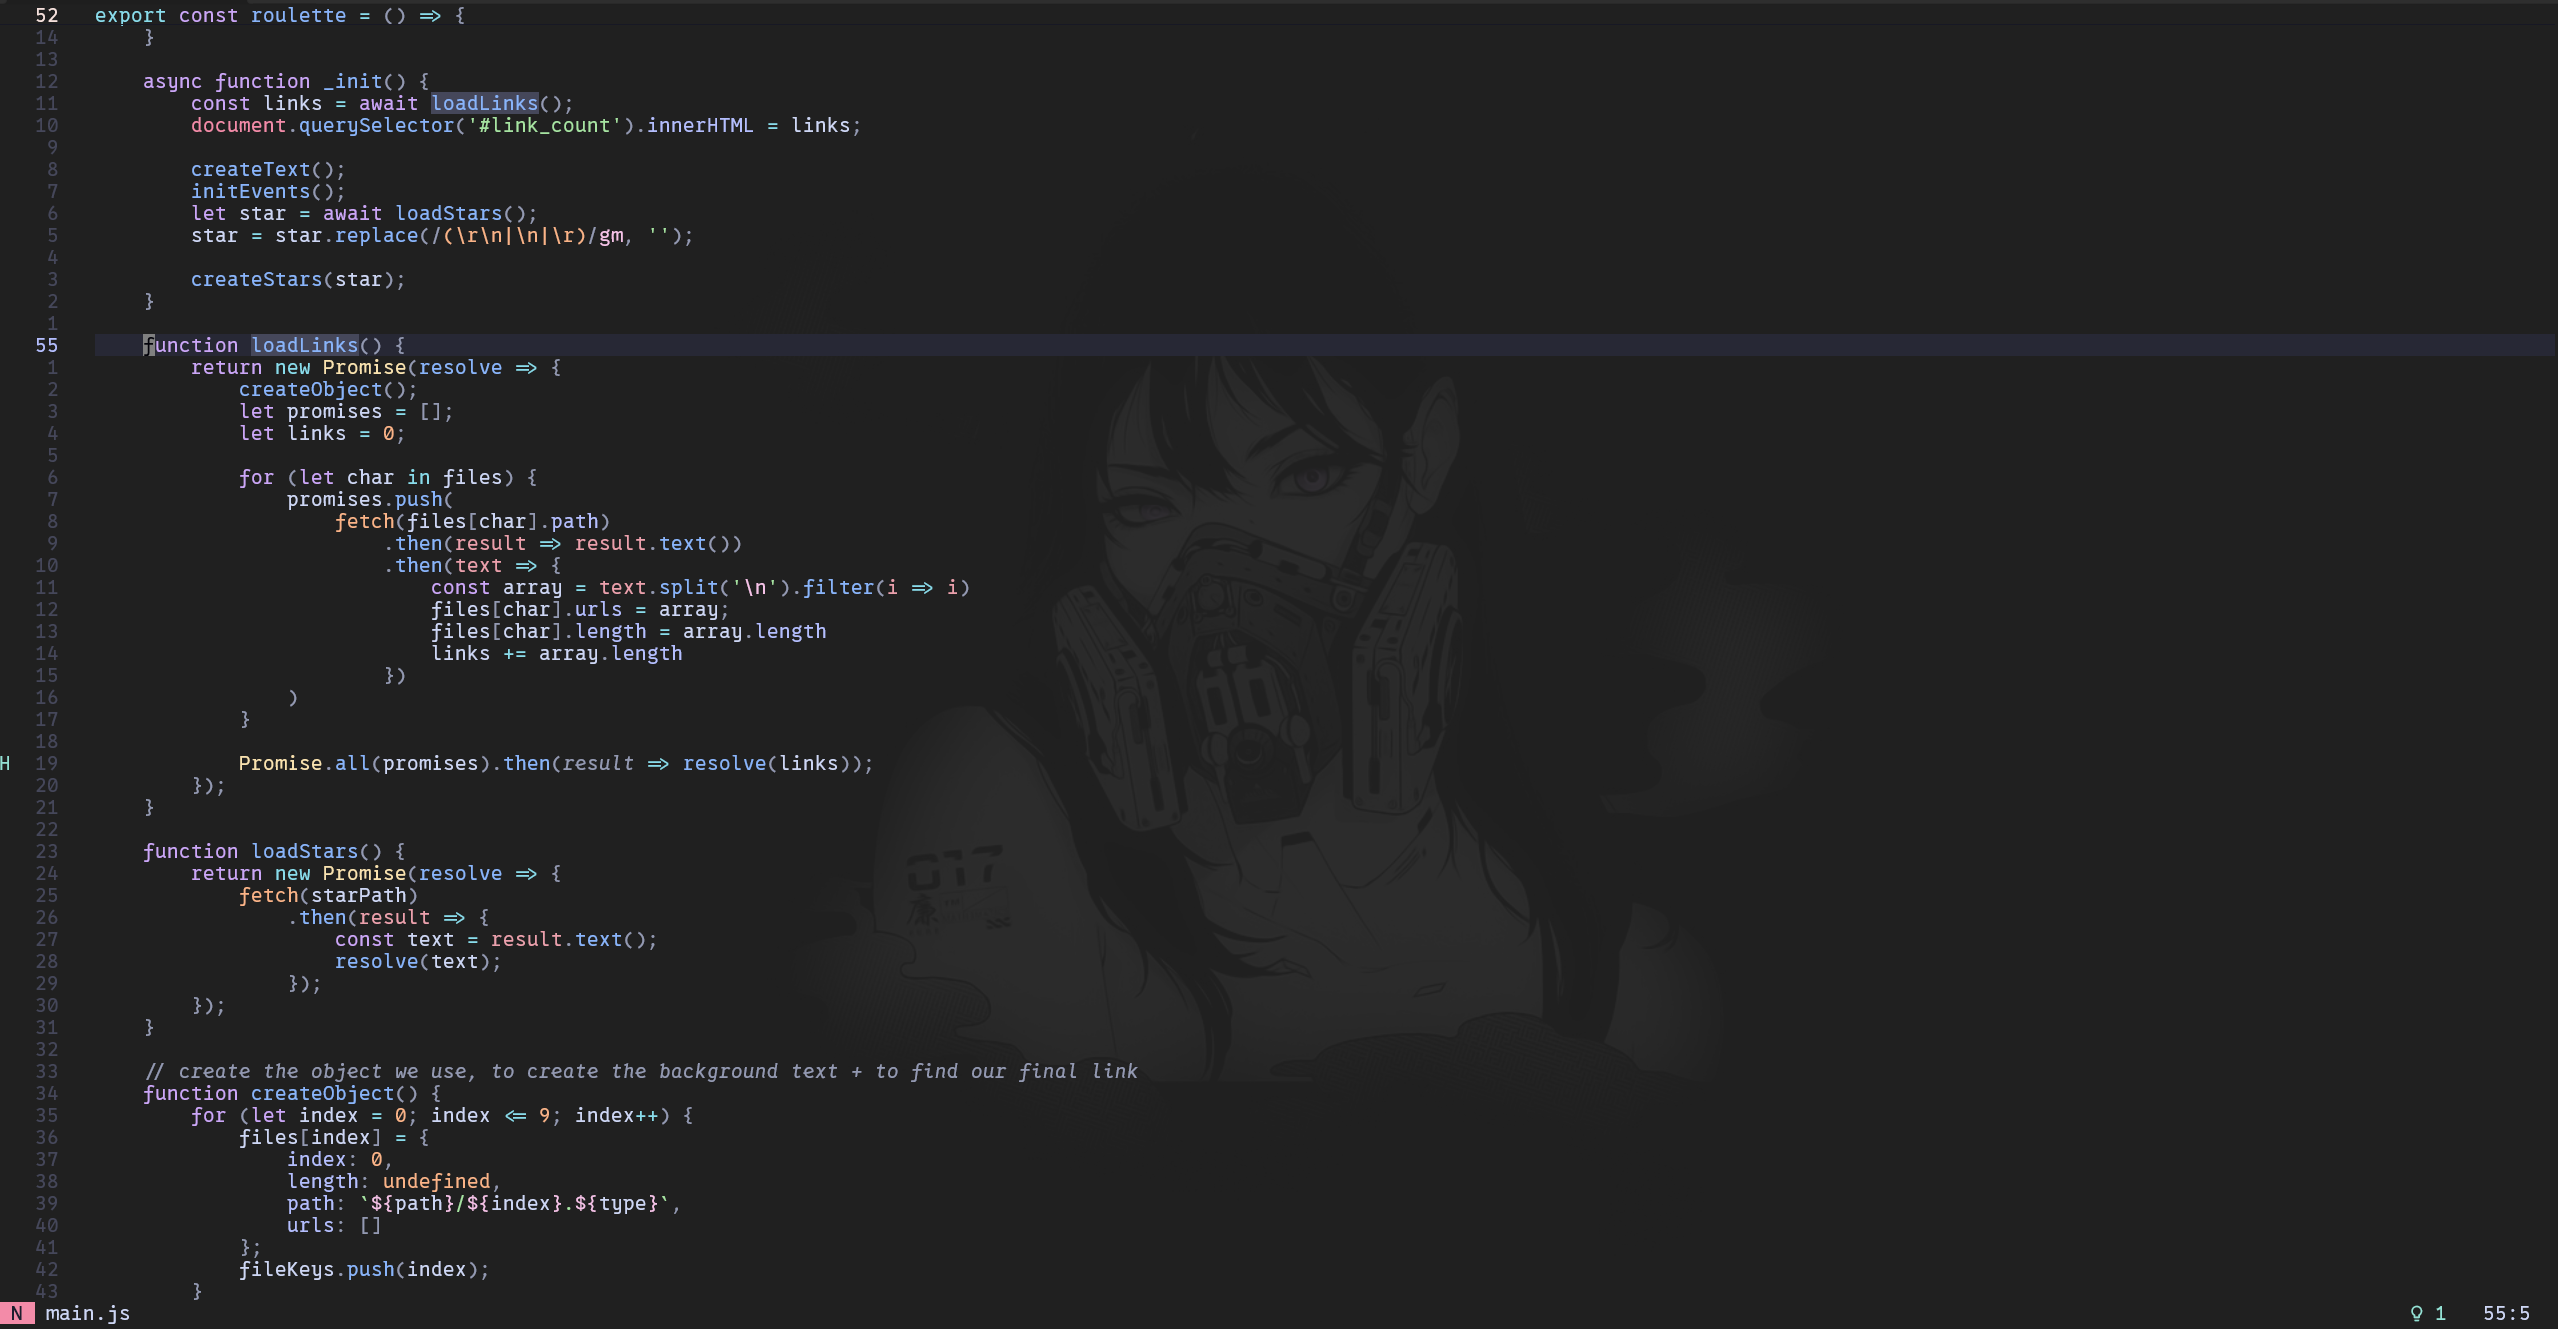 52 export const roulette = () => {
14 }
13
12 async function _init() {
11 const links = await loadLinks();
10 document.querySelector('#link_count').innerHTML = links;
9
8 createText();
7 initEvents();
6 let star = await loadStars();
5 star = star.replace(/(\r\n|\n|\r)/gm, '');
4
3 createStars(star);
2 }
1
55 function loadLinks() {
1 return new Promise(resolve => {
2 createObject();
3 let promises = [];
4 let links = 0;
5
6 for (let char in files) {
7 promises.push(
8 fetch(files[char].path)
9 .then(result => result.text())
10 .then(text => {
11 const array = text.split('\n').filter(i => i)
12 files[char].urls = array;
13 files[char].length = array.length
14 links += array.length
15 })
16 )
17 }
18
H 19 Promise.all(promises).then(result => resolve(links));
20 });
21 }
22
23 function loadStars() {
24 return new Promise(resolve => {
25 fetch(starPath)
26 .then(result => {
27 const text = result.text();
28 resolve(text);
29 });
30 });
31 }
32
33 // create the object we use, to create the background text + to find our final link
34 function createObject() {
35 for (let index = 0; index <= 9; index++) {
36 files[index] = {
37 index: 0,
38 length: undefined,
39 path: `${path}/${index}.${type}`,
40 urls: []
41 };
42 fileKeys.push(index);
43 }
N main.js 1 55:5
017